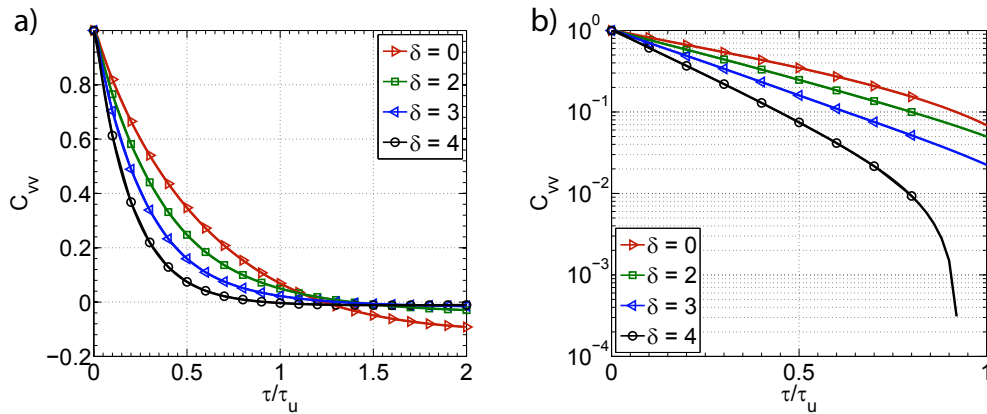 a)
C_vv
0.8
0.6
0.4
0.2
0
−0.2
0 0.5 1 1.5 2
τ/τ_u
δ = 0
δ = 2
δ = 3
δ = 4
b)
C_vv
10^0
10^−1
10^−2
10^−3
10^−4
0 0.5 1
τ/τ_u
δ = 0
δ = 2
δ = 3
δ = 4